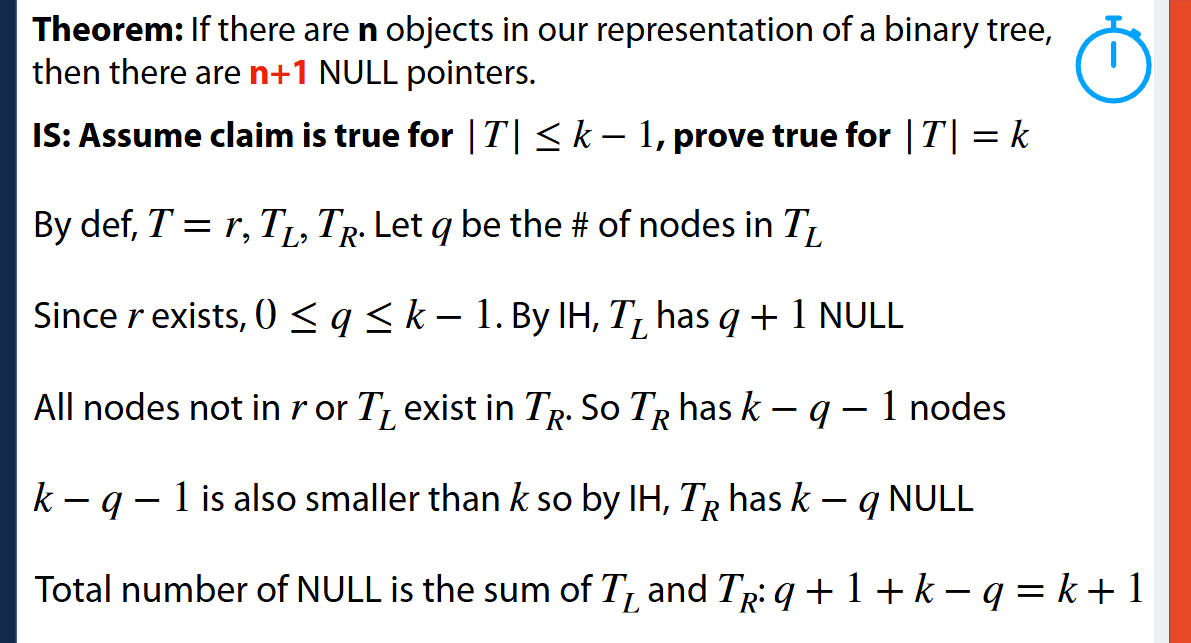 Theorem: If there are n objects in our representation of a binary tree,
then there are n+1 NULL pointers.
IS: Assume claim is true for |T| ≤ k − 1, prove true for |T| = k
By def, T = r, T_L, T_R. Let q be the # of nodes in T_L
Since r exists, 0 ≤ q ≤ k − 1. By IH, T_L has q + 1 NULL
All nodes not in r or T_L exist in T_R. So T_R has k − q − 1 nodes
k − q − 1 is also smaller than k so by IH, T_R has k − q NULL
Total number of NULL is the sum of T_L and T_R: q + 1 + k − q = k + 1